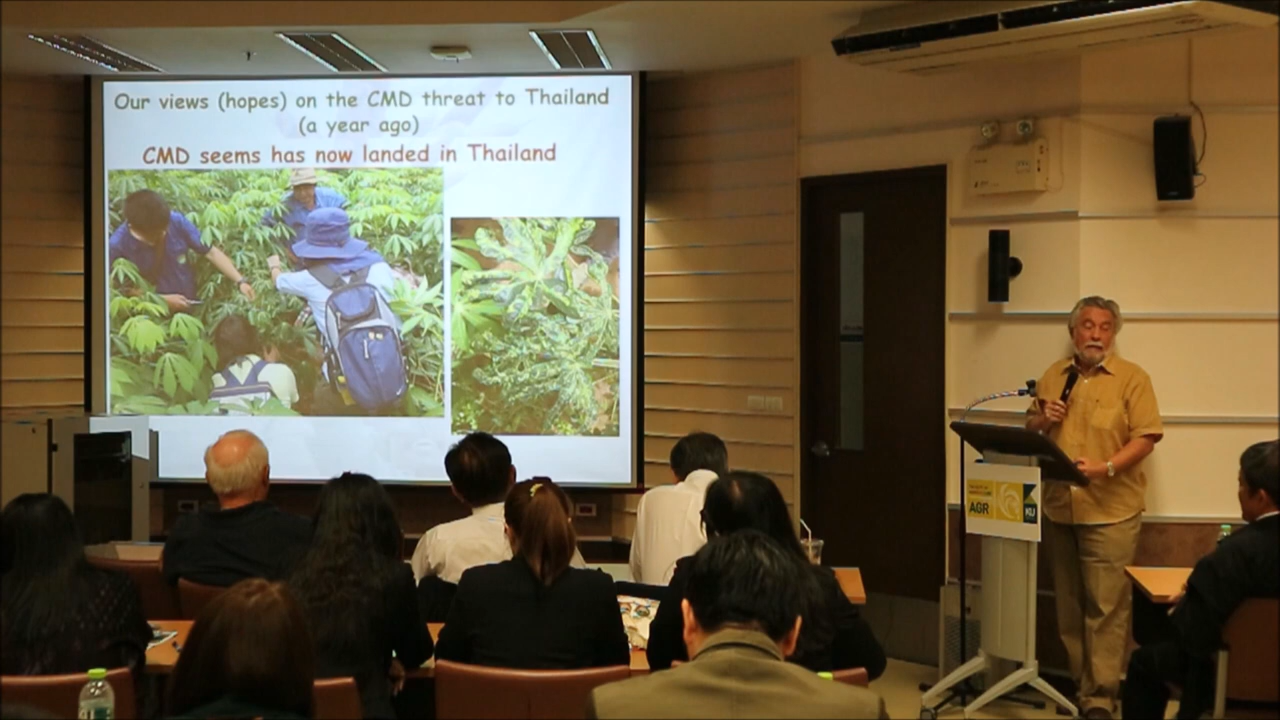 Our views (hopes) on the CMD threat to Thailand
(a year ago)
CMD seems has now landed in Thailand
AGR
KU